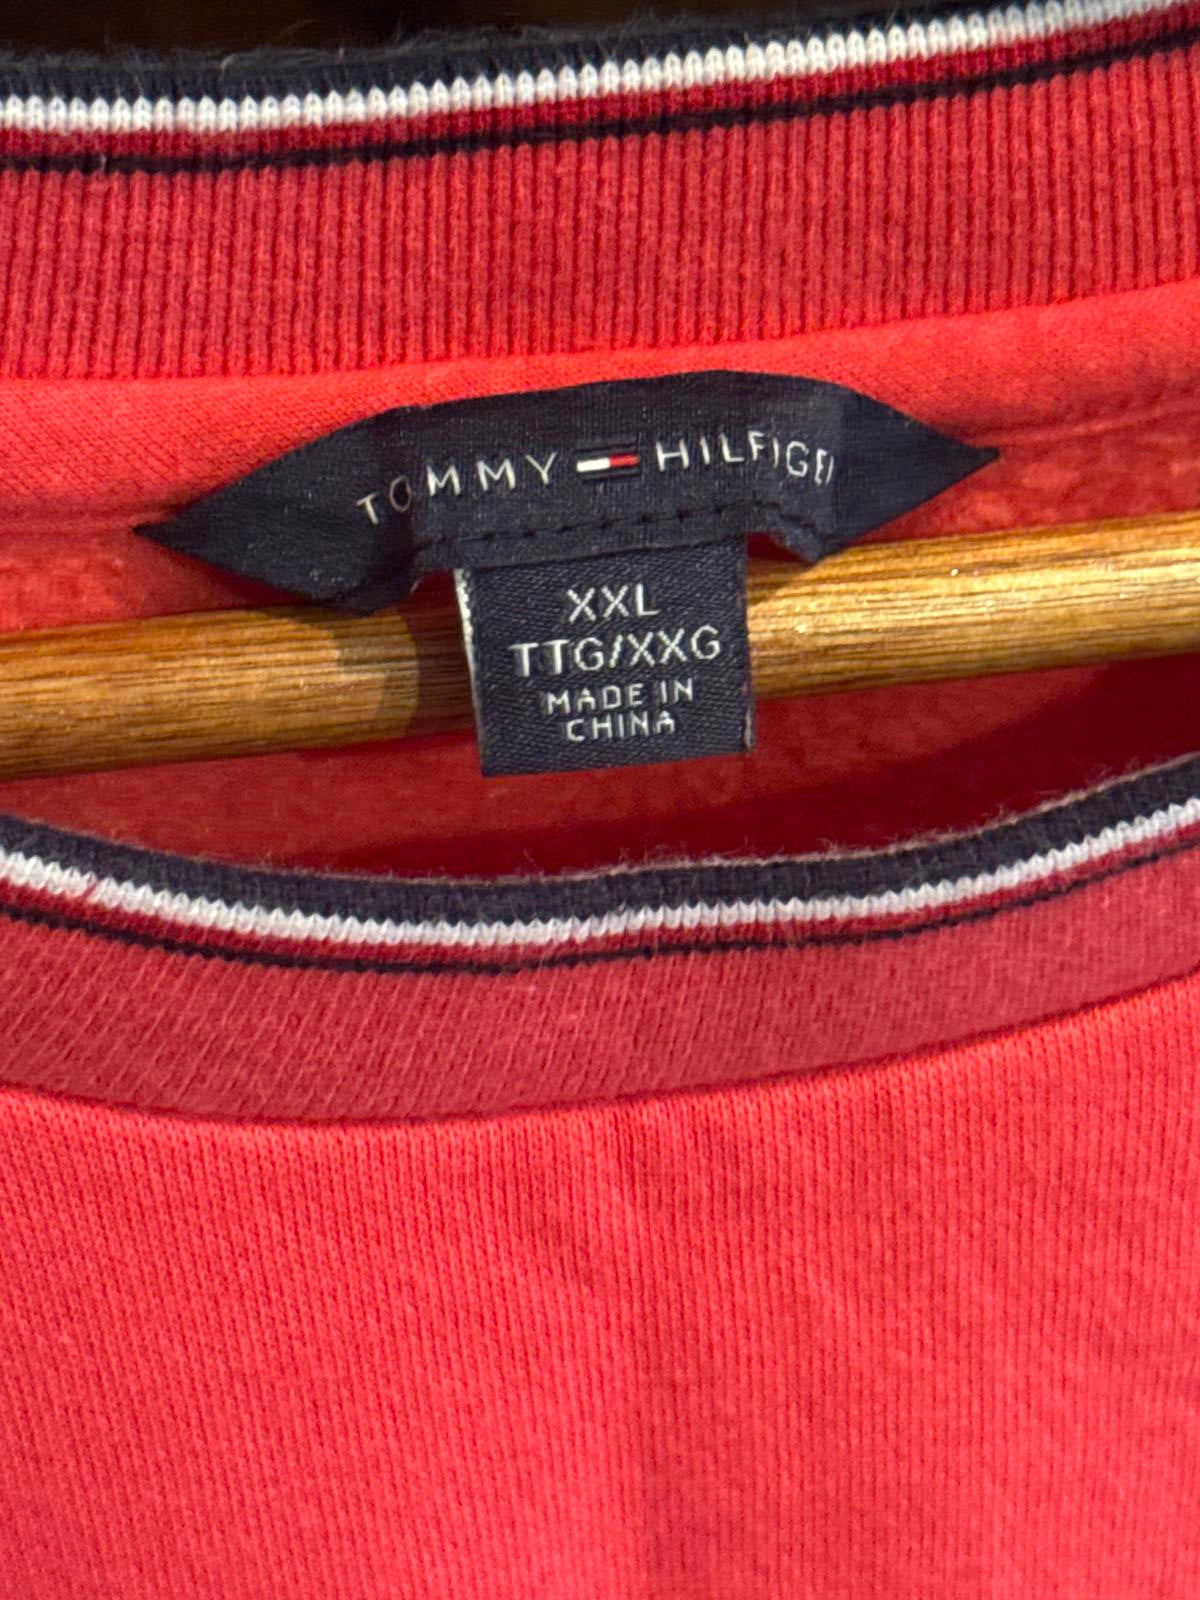 TOMMY HILFIGER
XXL
TTG/XXG
MADE IN
CHINA